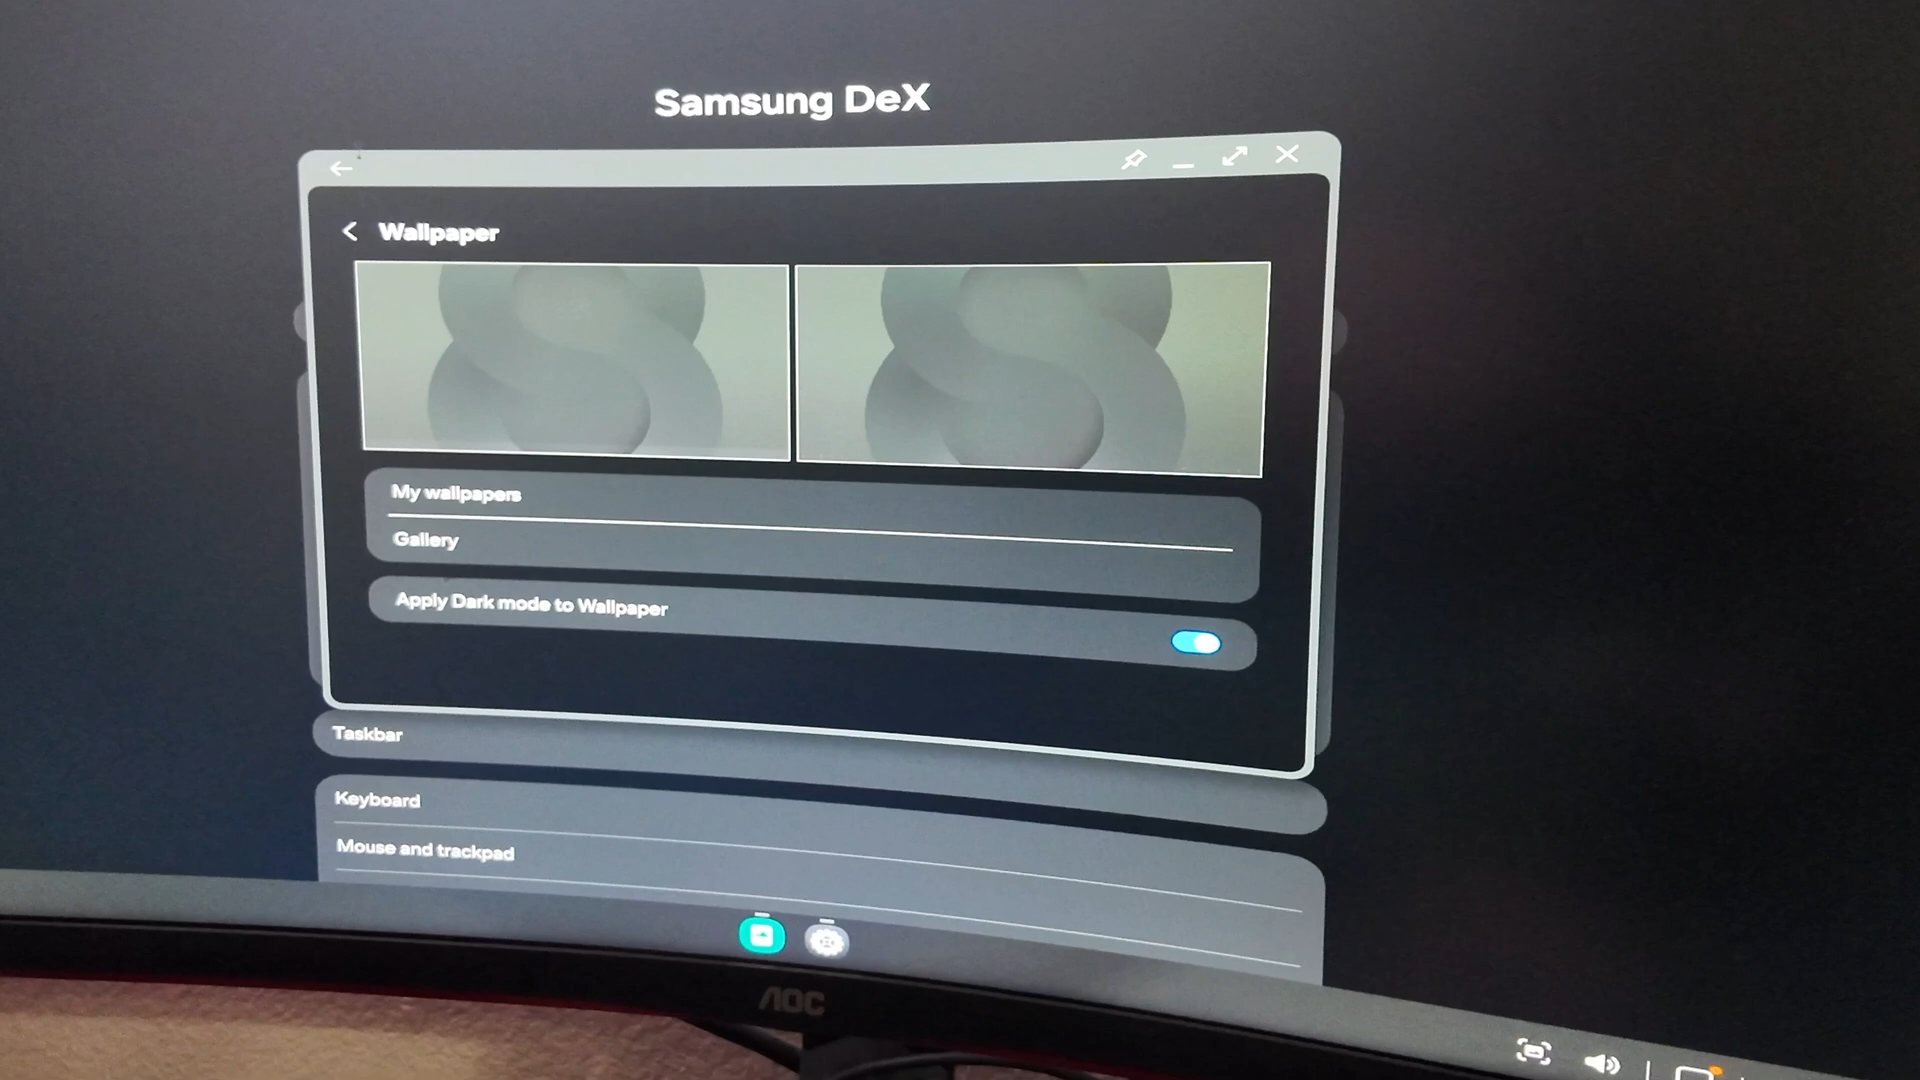 Samsung DeX
Wallpaper
My wallpapers
Gallery
Apply Dark mode to Wallpaper
Taskbar
Keyboard
Mouse and trackpad
AOC